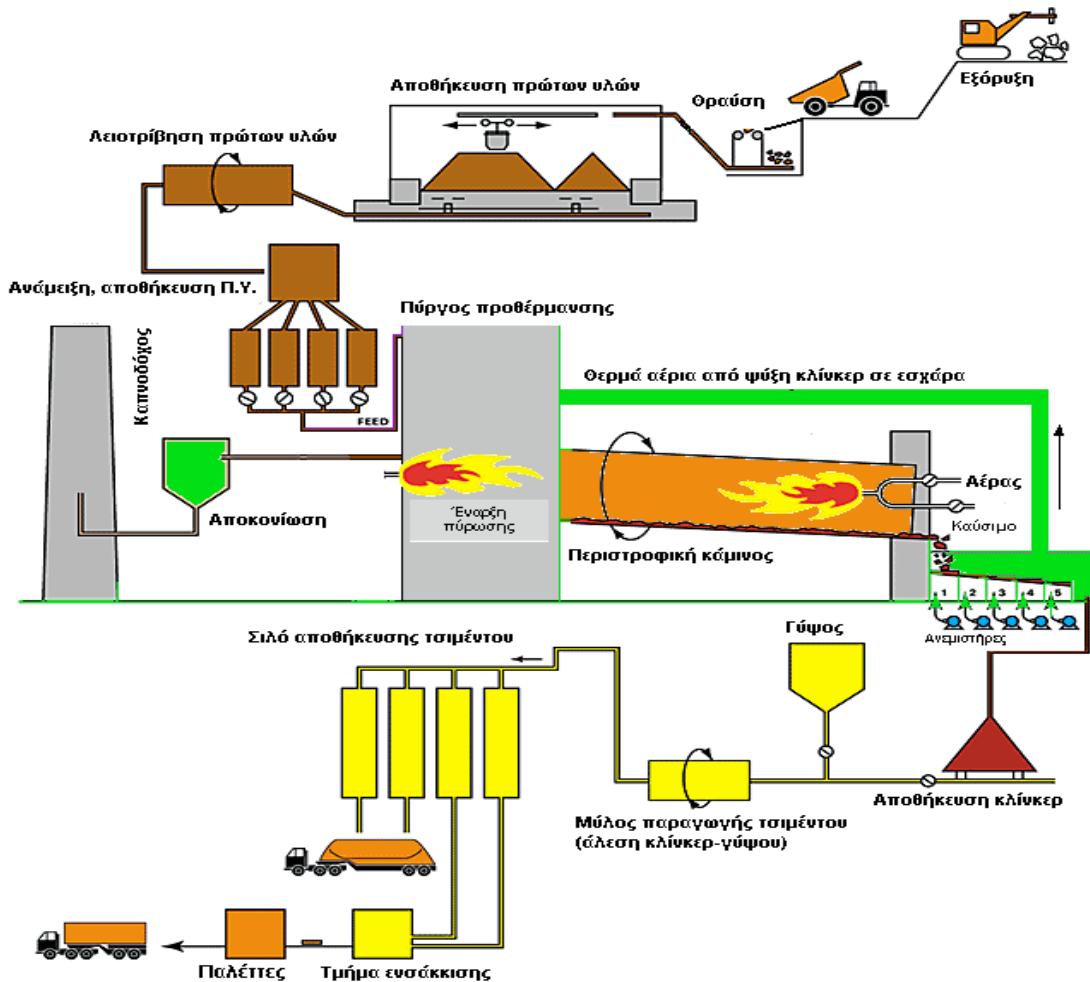 Εξόρυξη
Αποθήκευση πρώτων υλών
Θραύση
Λειοτρίβηση πρώτων υλών
Ανάμειξη, αποθήκευση Π.Υ.
Πύργος προθέρμανσης
Καπνοδόχος
Θερμά αέρια από ψύξη κλίνκερ σε εσχάρα
FEED
Αέρας
Αποκονίωση
Έναρξη
πύρωσης
Καύσιμο
Περιστροφική κάμινος
1 2 3 4 5
Ανεμιστήρες
Σιλό αποθήκευσης τσιμέντου
Γύψος
Αποθήκευση κλίνκερ
Μύλος παραγωγής τσιμέντου
(άλεση κλίνκερ-γύψου)
Παλέττες
Τμήμα ενσάκκισης